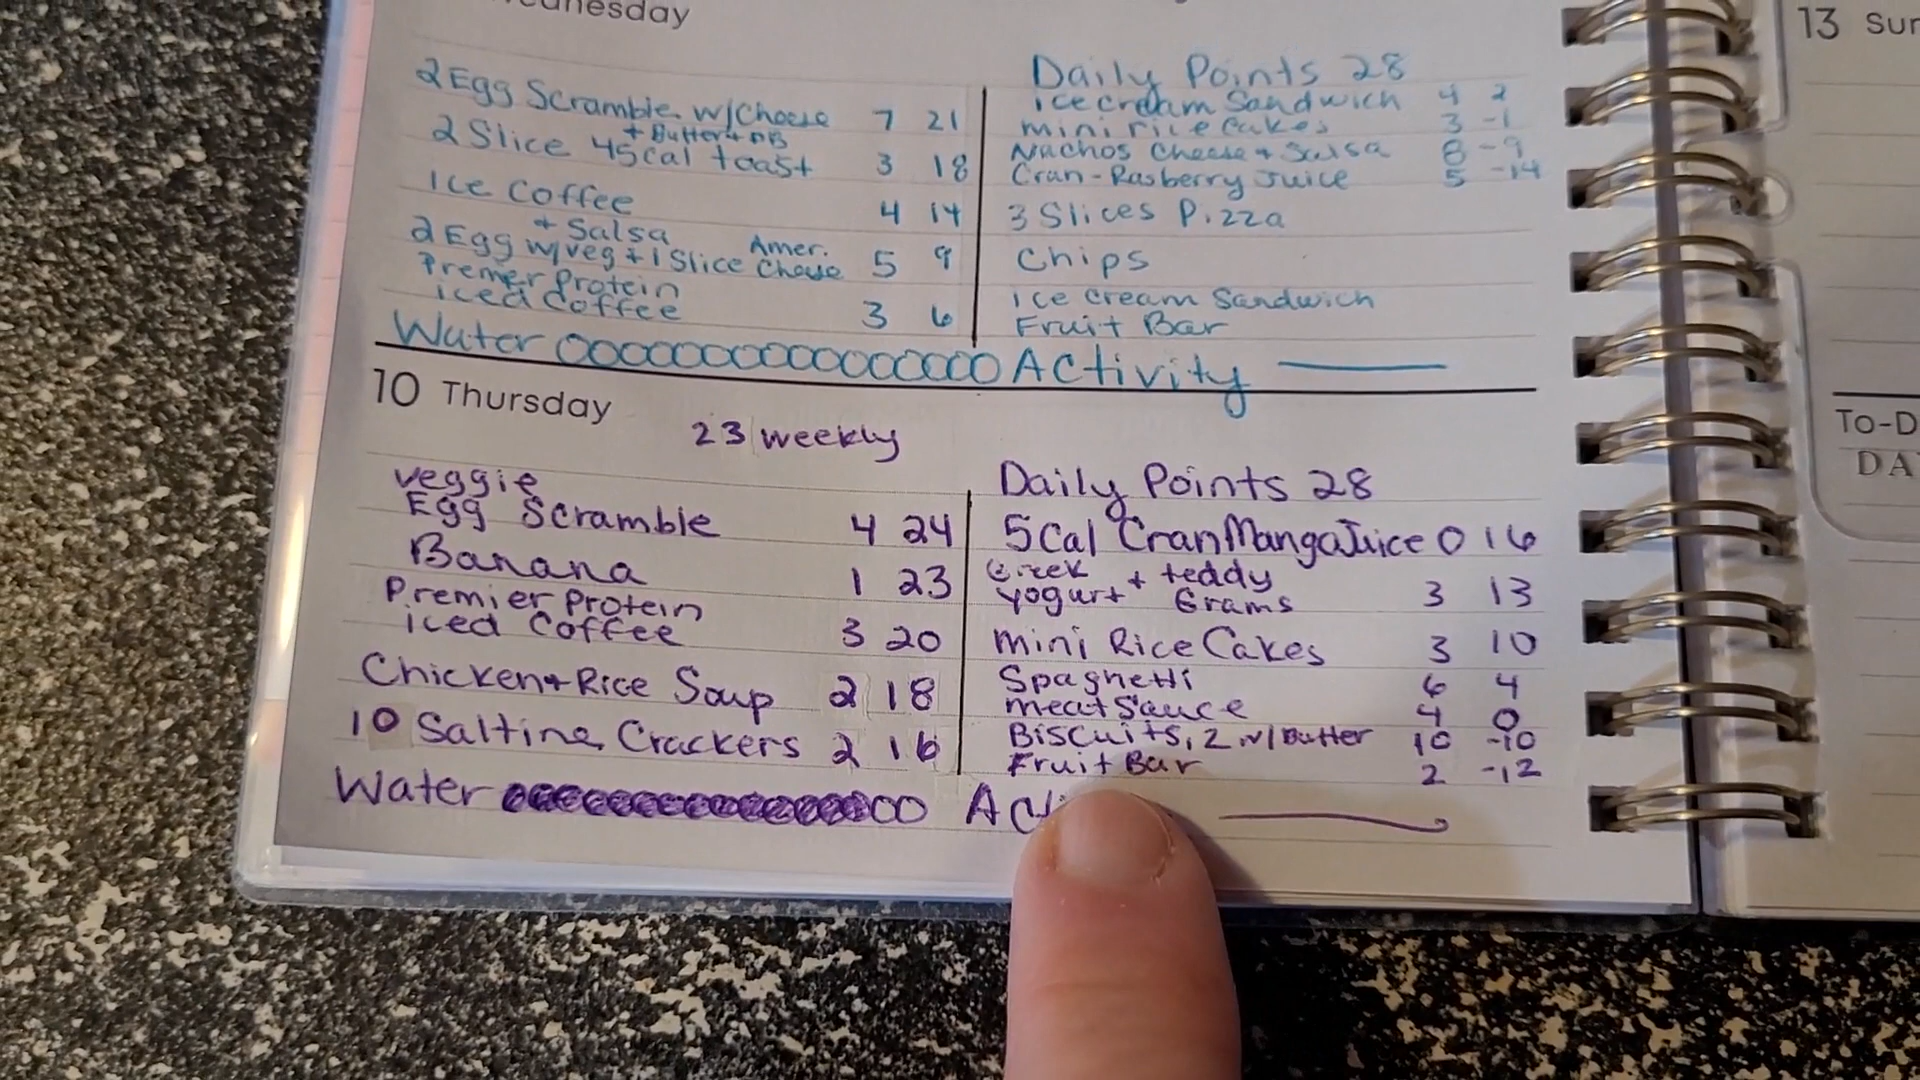 Daily Points 28
2 Egg Scramble w/Cheese 7 21
+ Butter + PB
2 Slice 45cal toast 3 18
Ice Coffee 4 14
+ Salsa
2 Egg w/veg + 1 Slice Amer. Cheese 5 9
Premer Protein
iced Coffee 3 6
ice cream Sandwich 4 2
mini rice Cakes 3 -1
Nachos Cheese + Salsa 8 -9
Cran-Rasberry Juice 5 -14
3 Slices Pizza
Chips
ice cream Sandwich
Fruit Bar
Water Activity
10 Thursday
23 weekly
veggie
Egg Scramble 4 24
Banana 1 23
Premier Protein
iced Coffee 3 20
Chicken + Rice Soup 2 18
10 Saltine Crackers 2 16
Daily Points 28
5 Cal CranMangoJuice 0 16
Greek Yogurt + teddy Grams 3 13
mini Rice Cakes 3 10
Spaghetti 6 4
meat Sauce 4 0
Biscuits, 2 w/Butter 10 -10
Fruit Bar 2 -12
Water
13
To-D
DA